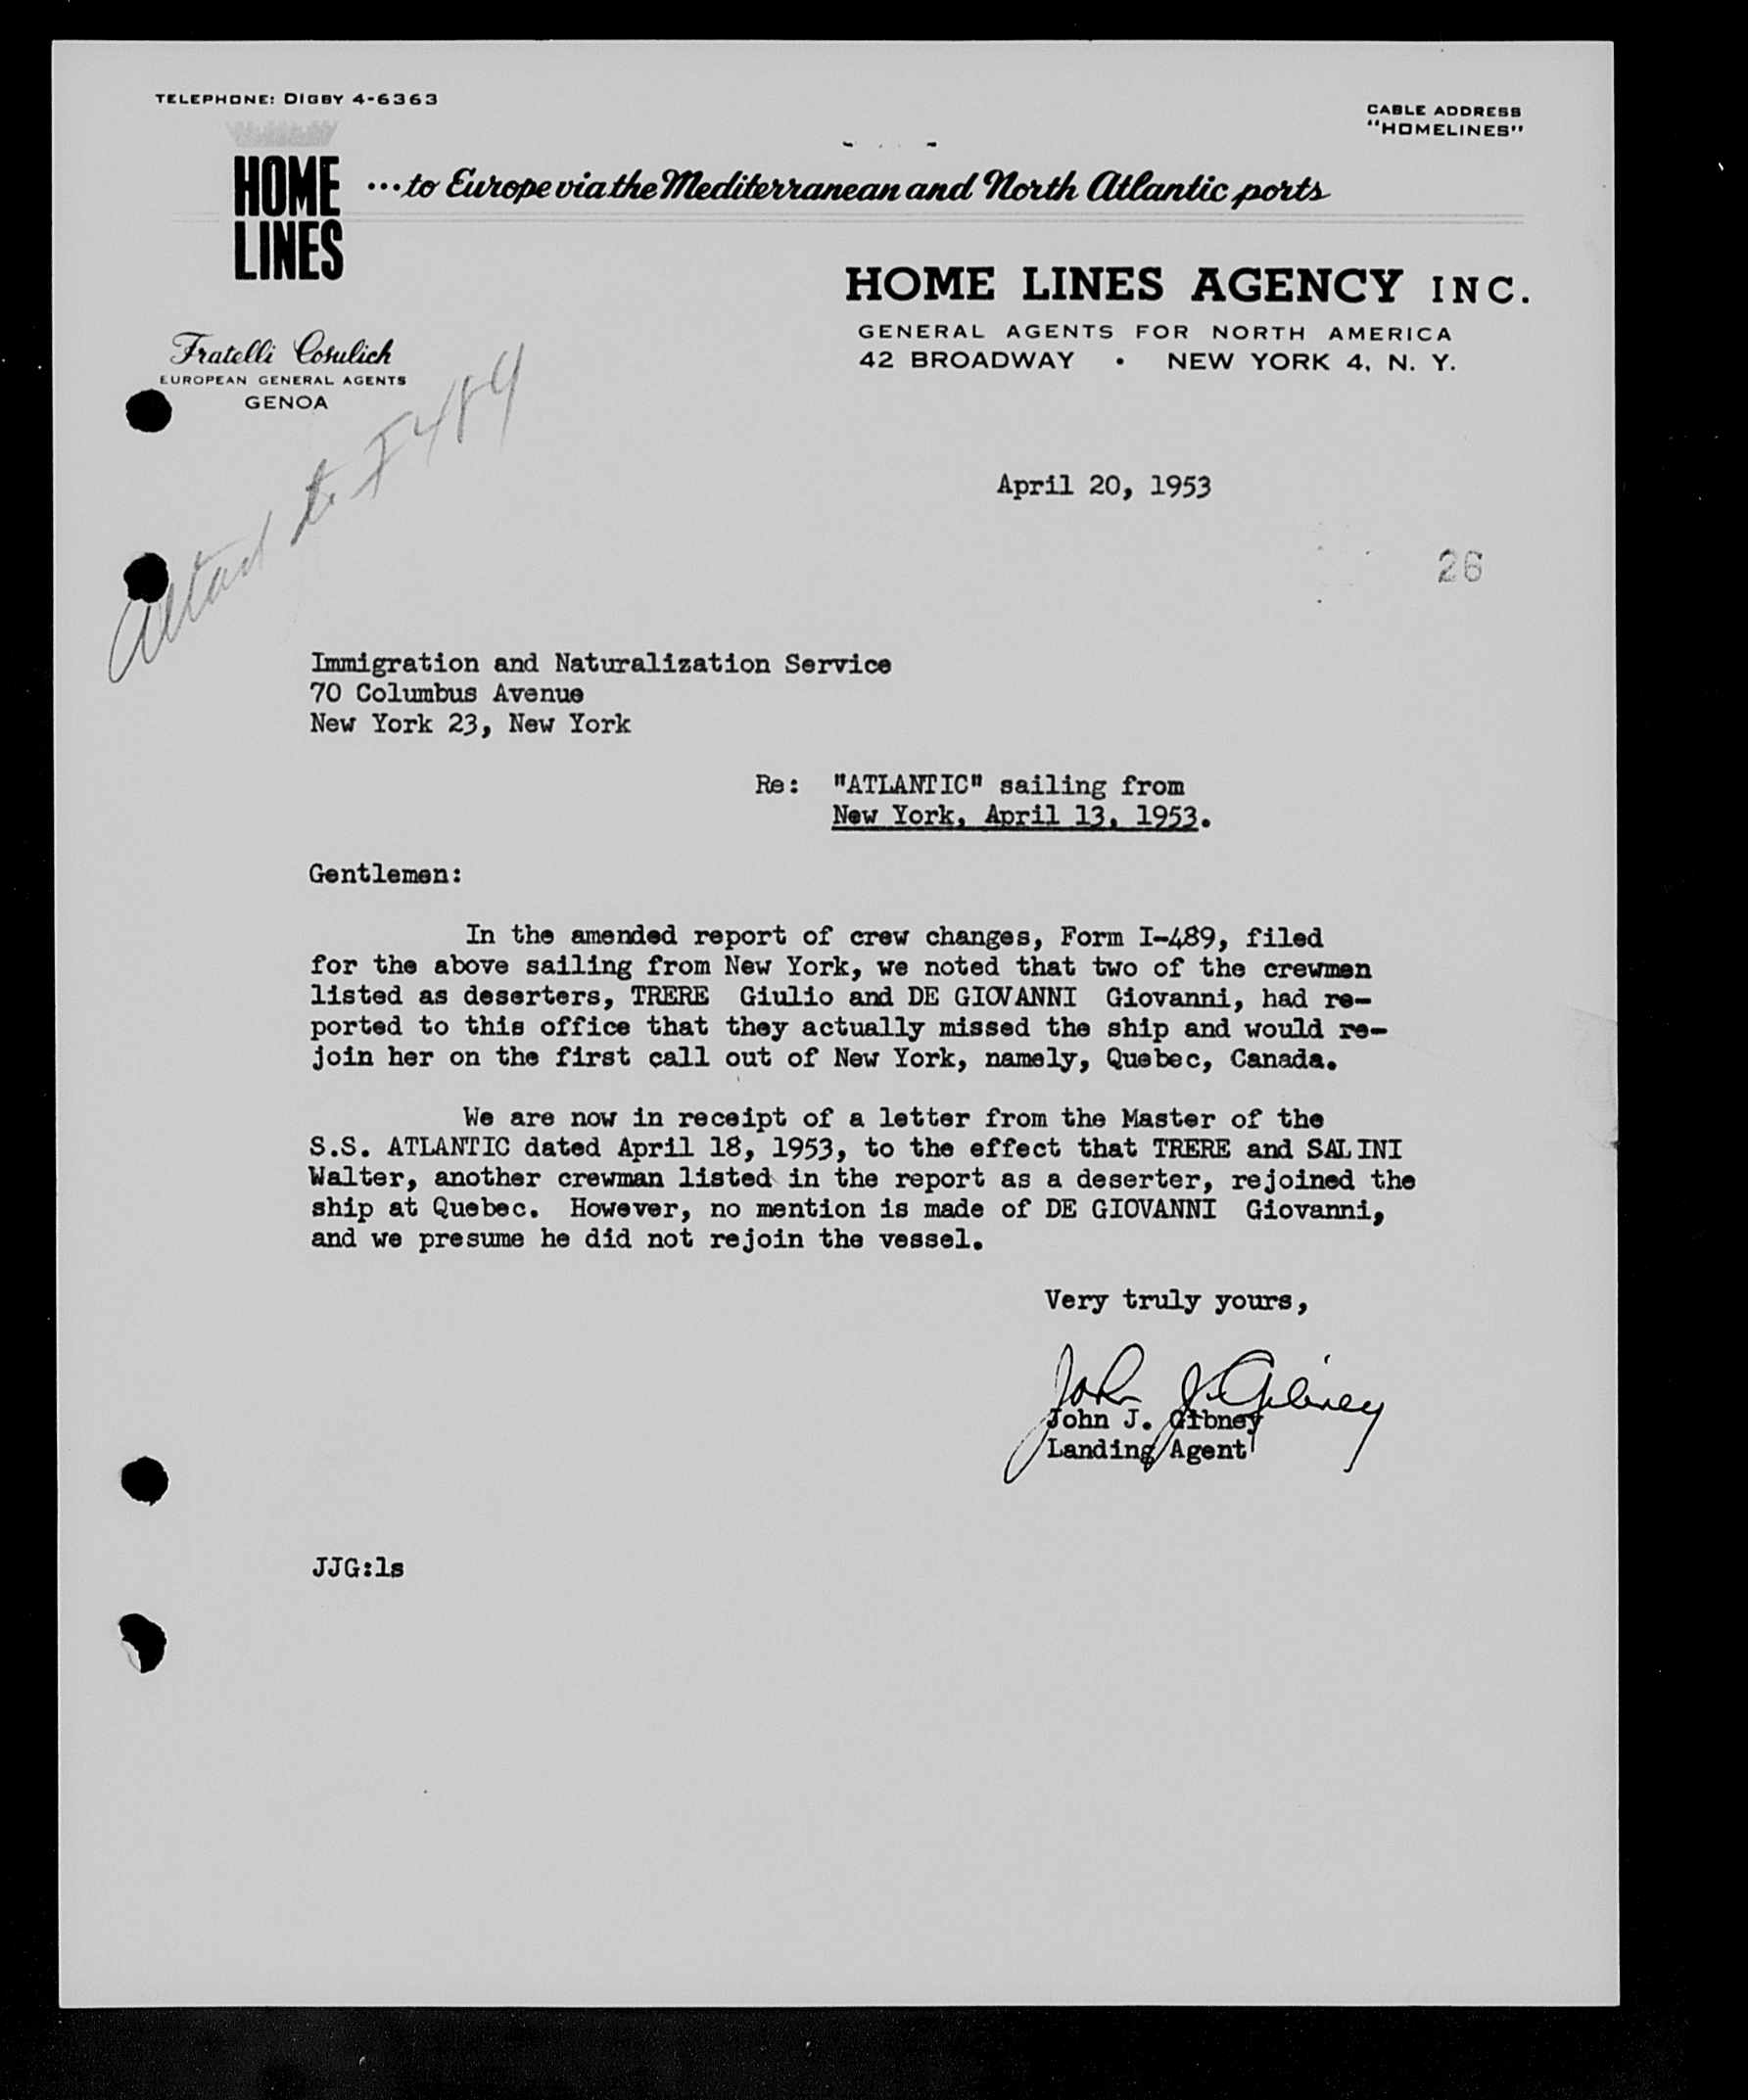 TELEPHONE: DIGBY 4-6363
CABLE ADDRESS
"HOMELINES"
HOME
LINES
...to Europe via the Mediterranean and North Atlantic ports
HOME LINES AGENCY INC.
GENERAL AGENTS FOR NORTH AMERICA
42 BROADWAY • NEW YORK 4, N. Y.
Fratelli Cosulich
EUROPEAN GENERAL AGENTS
GENOA
to I 489
April 20, 1953
26
Immigration and Naturalization Service
70 Columbus Avenue
New York 23, New York
Re: "ATLANTIC" sailing from
New York, April 13, 1953.
Gentlemen:
In the amended report of crew changes, Form I-489, filed
for the above sailing from New York, we noted that two of the crewmen
listed as deserters, TRERE Giulio and DE GIOVANNI Giovanni, had re-
ported to this office that they actually missed the ship and would re-
join her on the first call out of New York, namely, Quebec, Canada.
We are now in receipt of a letter from the Master of the
S.S. ATLANTIC dated April 18, 1953, to the effect that TRERE and SALINI
Walter, another crewman listed in the report as a deserter, rejoined the
ship at Quebec. However, no mention is made of DE GIOVANNI Giovanni,
and we presume he did not rejoin the vessel.
Very truly yours,
John J. Gibney
John J. Gibney
Landing Agent
JJG:ls